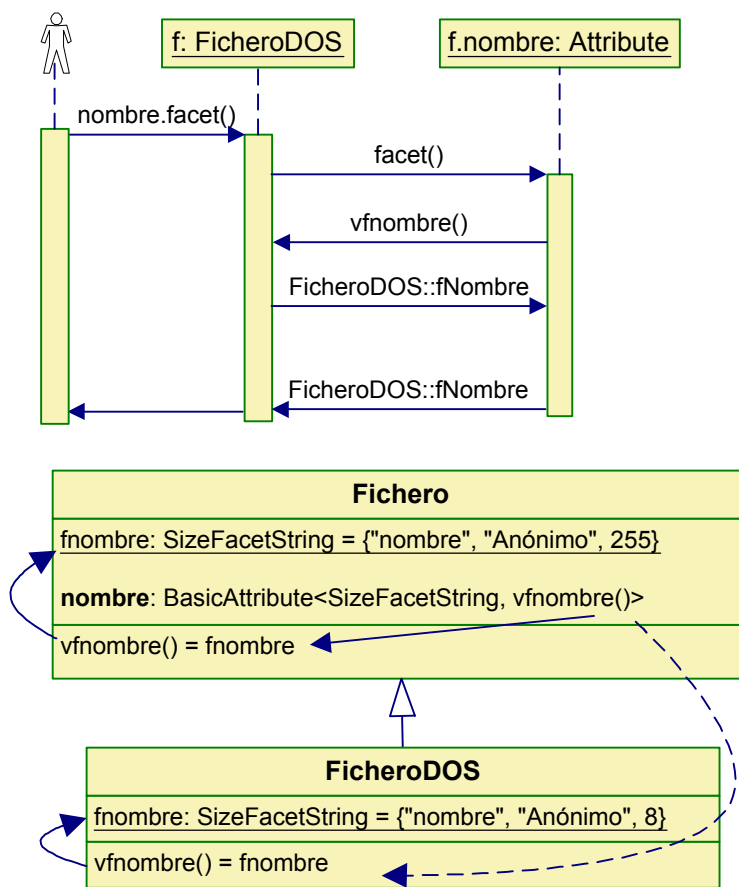 f: FicheroDOS
f.nombre: Attribute
nombre.facet()
facet()
vfnombre()
FicheroDOS::fNombre
FicheroDOS::fNombre
Fichero
fnombre: SizeFacetString = {"nombre", "Anónimo", 255}
nombre: BasicAttribute<SizeFacetString, vfnombre()>
vfnombre() = fnombre
FicheroDOS
fnombre: SizeFacetString = {"nombre", "Anónimo", 8}
vfnombre() = fnombre